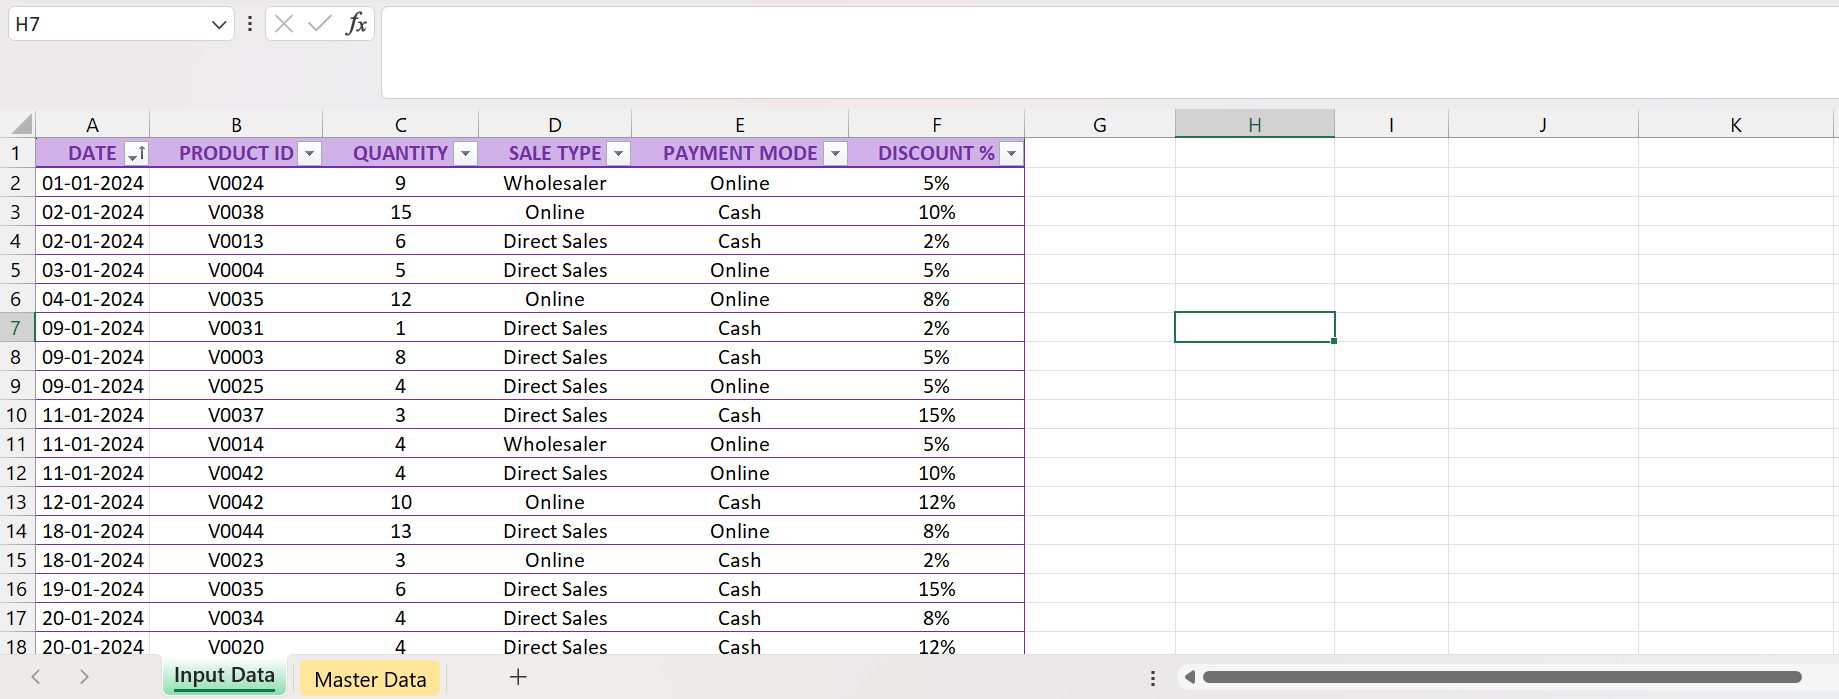 H7 fx
A B C D E F G H I J K
1 DATE PRODUCT ID QUANTITY SALE TYPE PAYMENT MODE DISCOUNT %
2 01-01-2024 V0024 9 Wholesaler Online 5%
3 02-01-2024 V0038 15 Online Cash 10%
4 02-01-2024 V0013 6 Direct Sales Cash 2%
5 03-01-2024 V0004 5 Direct Sales Online 5%
6 04-01-2024 V0035 12 Online Online 8%
7 09-01-2024 V0031 1 Direct Sales Cash 2%
8 09-01-2024 V0003 8 Direct Sales Cash 5%
9 09-01-2024 V0025 4 Direct Sales Online 5%
10 11-01-2024 V0037 3 Direct Sales Cash 15%
11 11-01-2024 V0014 4 Wholesaler Online 5%
12 11-01-2024 V0042 4 Direct Sales Online 10%
13 12-01-2024 V0042 10 Online Cash 12%
14 18-01-2024 V0044 13 Direct Sales Online 8%
15 18-01-2024 V0023 3 Online Cash 2%
16 19-01-2024 V0035 6 Direct Sales Cash 15%
17 20-01-2024 V0034 4 Direct Sales Cash 8%
18 20-01-2024 V0020 4 Direct Sales Cash 12%
Input Data Master Data